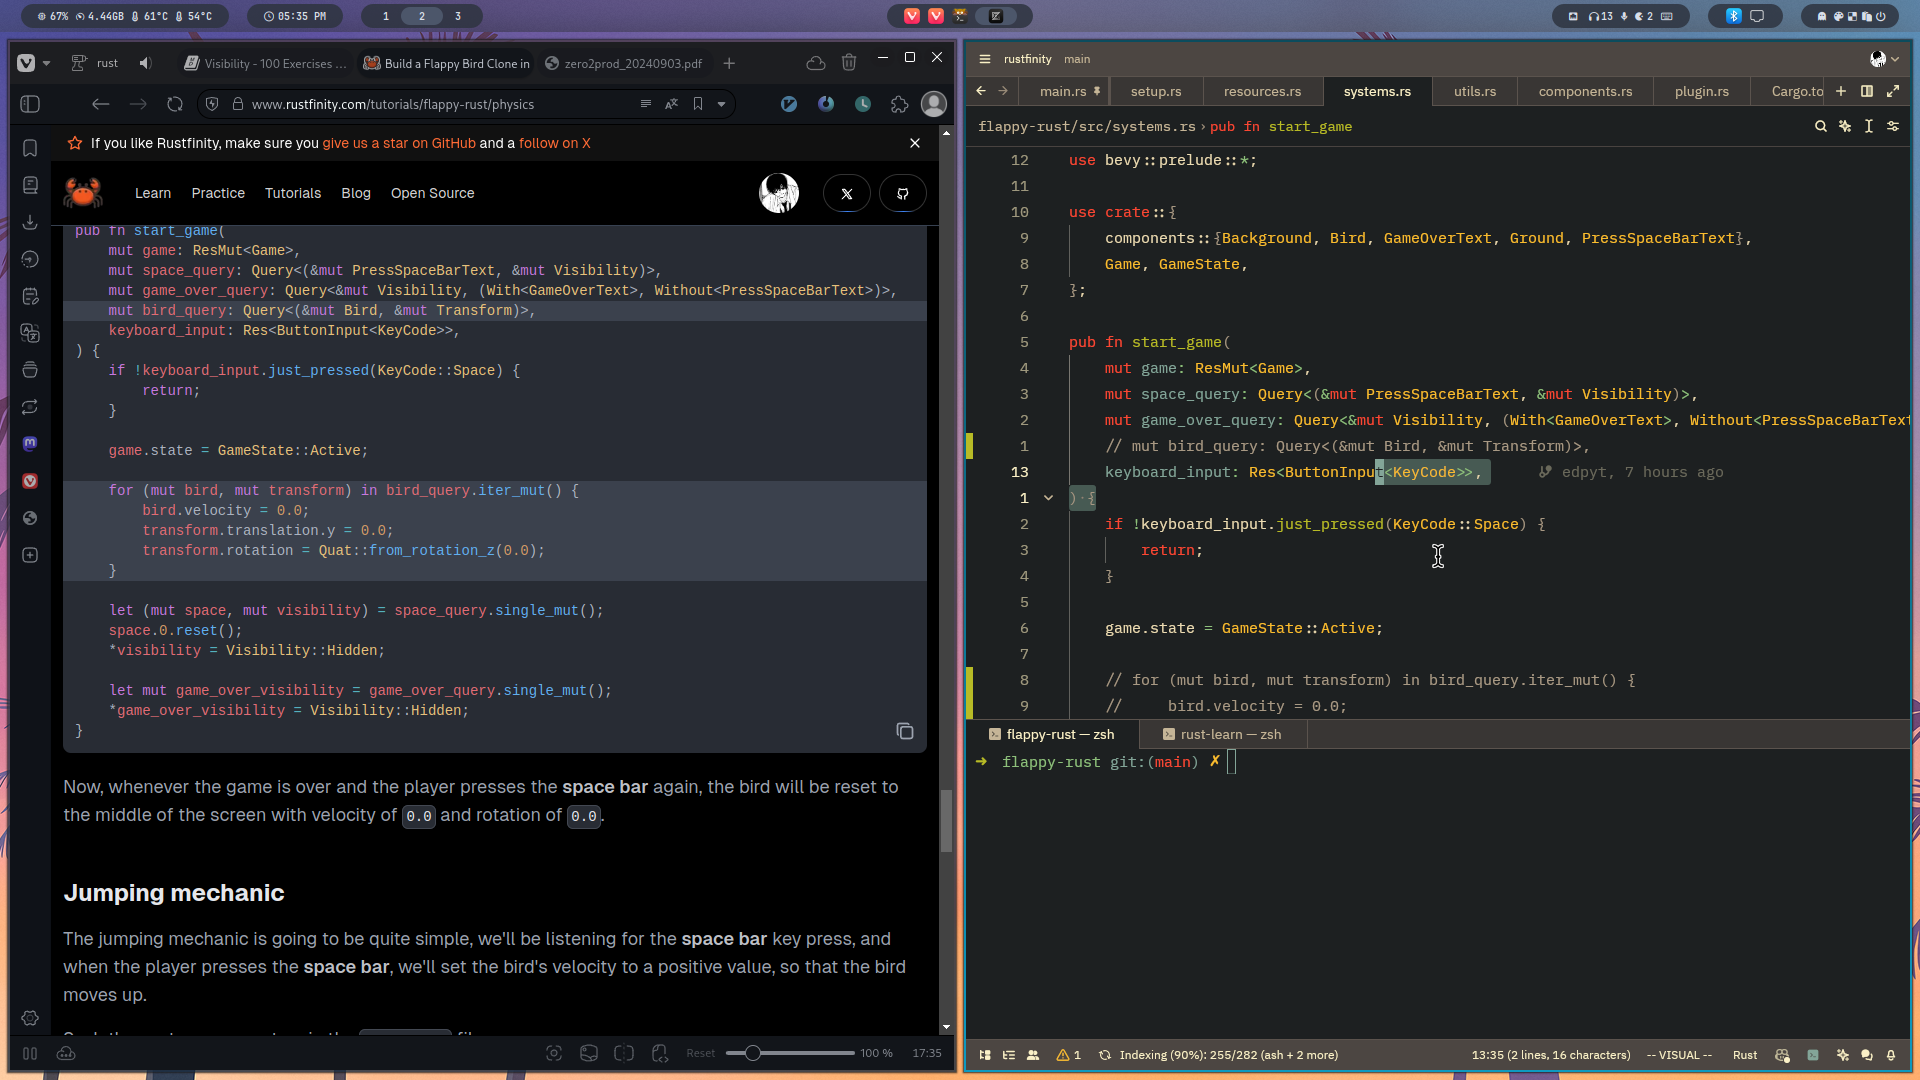 67% 4.44GB 61°C 54°C
05:35 PM
1 2 3
13 2
rust
Visibility - 100 Exercises ...
Build a Flappy Bird Clone in
zero2prod_20240903.pdf
www.rustfinity.com/tutorials/flappy-rust/physics
If you like Rustfinity, make sure you give us a star on GitHub and a follow on X
Learn Practice Tutorials Blog Open Source
pub fn start_game(
    mut game: ResMut<Game>,
    mut space_query: Query<(&mut PressSpaceBarText, &mut Visibility)>,
    mut game_over_query: Query<&mut Visibility, (With<GameOverText>, Without<PressSpaceBarText>)>,
    mut bird_query: Query<(&mut Bird, &mut Transform)>,
    keyboard_input: Res<ButtonInput<KeyCode>>,
) {
    if !keyboard_input.just_pressed(KeyCode::Space) {
        return;
    }
    game.state = GameState::Active;
    for (mut bird, mut transform) in bird_query.iter_mut() {
        bird.velocity = 0.0;
        transform.translation.y = 0.0;
        transform.rotation = Quat::from_rotation_z(0.0);
    }
    let (mut space, mut visibility) = space_query.single_mut();
    space.0.reset();
    *visibility = Visibility::Hidden;
    let mut game_over_visibility = game_over_query.single_mut();
    *game_over_visibility = Visibility::Hidden;
}
Now, whenever the game is over and the player presses the space bar again, the bird will be reset to
the middle of the screen with velocity of 0.0 and rotation of 0.0.
Jumping mechanic
The jumping mechanic is going to be quite simple, we'll be listening for the space bar key press, and
when the player presses the space bar, we'll set the bird's velocity to a positive value, so that the bird
moves up.
Reset 100 % 17:35
rustfinity main
main.rs setup.rs resources.rs systems.rs utils.rs components.rs plugin.rs Cargo.to
flappy-rust/src/systems.rs › pub fn start_game
12 use bevy::prelude::*;
11
10 use crate::{
9     components::{Background, Bird, GameOverText, Ground, PressSpaceBarText},
8     Game, GameState,
7 };
6
5 pub fn start_game(
4     mut game: ResMut<Game>,
3     mut space_query: Query<(&mut PressSpaceBarText, &mut Visibility)>,
2     mut game_over_query: Query<&mut Visibility, (With<GameOverText>, Without<PressSpaceBarText
1     // mut bird_query: Query<(&mut Bird, &mut Transform)>,
13     keyboard_input: Res<ButtonInput<KeyCode>>, edpyt, 7 hours ago
1 ) {
2     if !keyboard_input.just_pressed(KeyCode::Space) {
3         return;
4     }
5
6     game.state = GameState::Active;
7
8     // for (mut bird, mut transform) in bird_query.iter_mut() {
9     //     bird.velocity = 0.0;
flappy-rust — zsh rust-learn — zsh
➜ flappy-rust git:(main) ✗
1 Indexing (90%): 255/282 (ash + 2 more) 13:35 (2 lines, 16 characters) -- VISUAL -- Rust